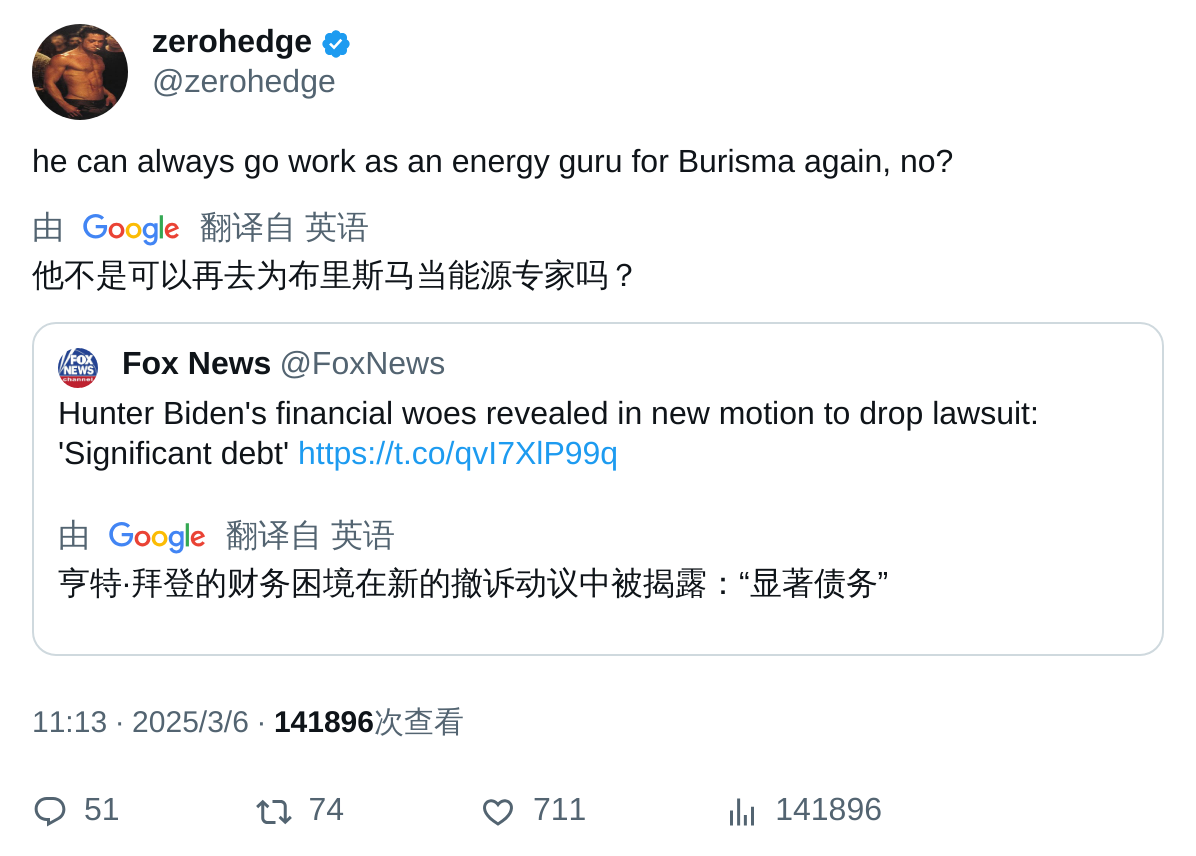 zerohedge
@zerohedge
he can always go work as an energy guru for Burisma again, no?
由 Google 翻译自 英语
他不是可以再去为布里斯马当能源专家吗？
FOX
NEWS
channel
Fox News @FoxNews
Hunter Biden's financial woes revealed in new motion to drop lawsuit:
'Significant debt' https://t.co/qvI7XlP99q
由 Google 翻译自 英语
亨特·拜登的财务困境在新的撤诉动议中被揭露：“显著债务”
11:13 · 2025/3/6 · 141896次查看
51 74 711 141896